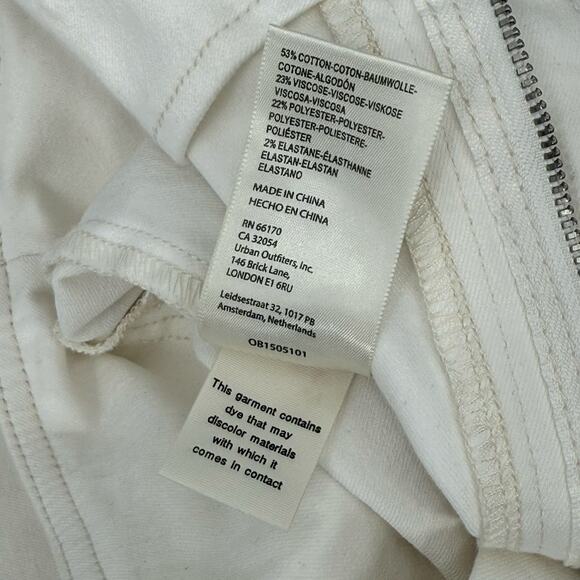 53% COTTON-COTON-BAUMWOLLE-
COTONE-ALGODÓN
23% VISCOSE-VISCOSE-VISKOSE
VISCOSA-VISCOSA
22% POLYESTER-POLYESTER-
POLYESTER-POLIESTERE-
POLIÉSTER
2% ELASTANE-ÉLASTHANNE
ELASTAN-ELASTAN
ELASTANO
MADE IN CHINA
HECHO EN CHINA
RN 66170
CA 32054
Urban Outfitters, Inc.
146 Brick Lane,
LONDON E1 6RU
Leidsestraat 32, 1017 PB
Amsterdam, Netherlands
OB1505101
This garment contains
dye that may
discolor materials
with which it
comes in contact